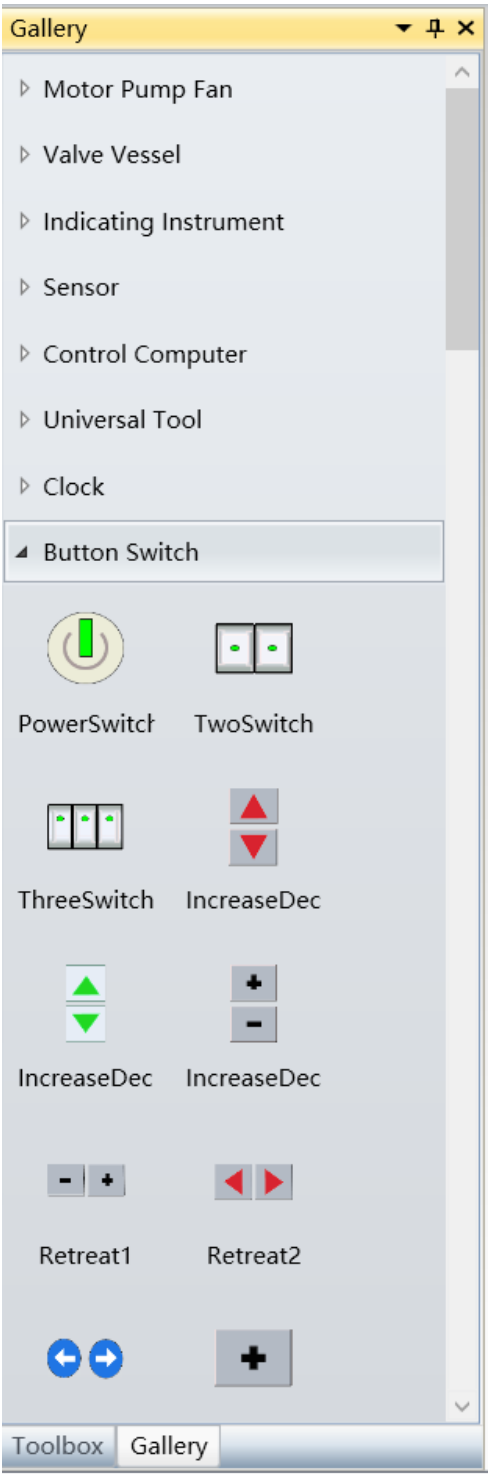 Gallery
Motor Pump Fan
Valve Vessel
Indicating Instrument
Sensor
Control Computer
Universal Tool
Clock
Button Switch
PowerSwitch TwoSwitch
ThreeSwitch IncreaseDec
IncreaseDec IncreaseDec
Retreat1 Retreat2
Toolbox Gallery